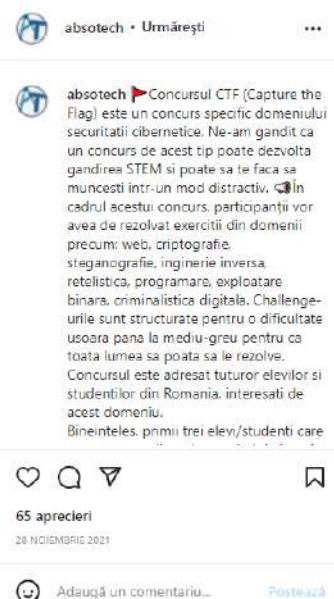 absotech • Urmărești
absotech 🚩Concursul CTF (Capture the
Flag) este un concurs specific domeniului
securitatii cibernetice. Ne-am gandit ca
un concurs de acest tip poate dezvolta
gandirea STEM si poate sa te faca sa
muncesti intr-un mod distractiv. 📢În
cadrul acestui concurs, participanții vor
avea de rezolvat exercitii din domenii
precum: web, criptografie,
steganografie, inginerie inversa,
retelistica, programare, exploatare
binara, criminalistica digitala. Challenge-
urile sunt structurate pentru o dificultate
usoara pana la mediu-greu pentru ca
toata lumea sa poata sa le rezolve.
Concursul este adresat tuturor elevilor si
studentilor din Romania, interesati de
acest domeniu.
Bineinteles, primii trei elevi/studenti care
65 aprecieri
28 NOIEMBRIE 2021
Adaugă un comentariu...
Postează